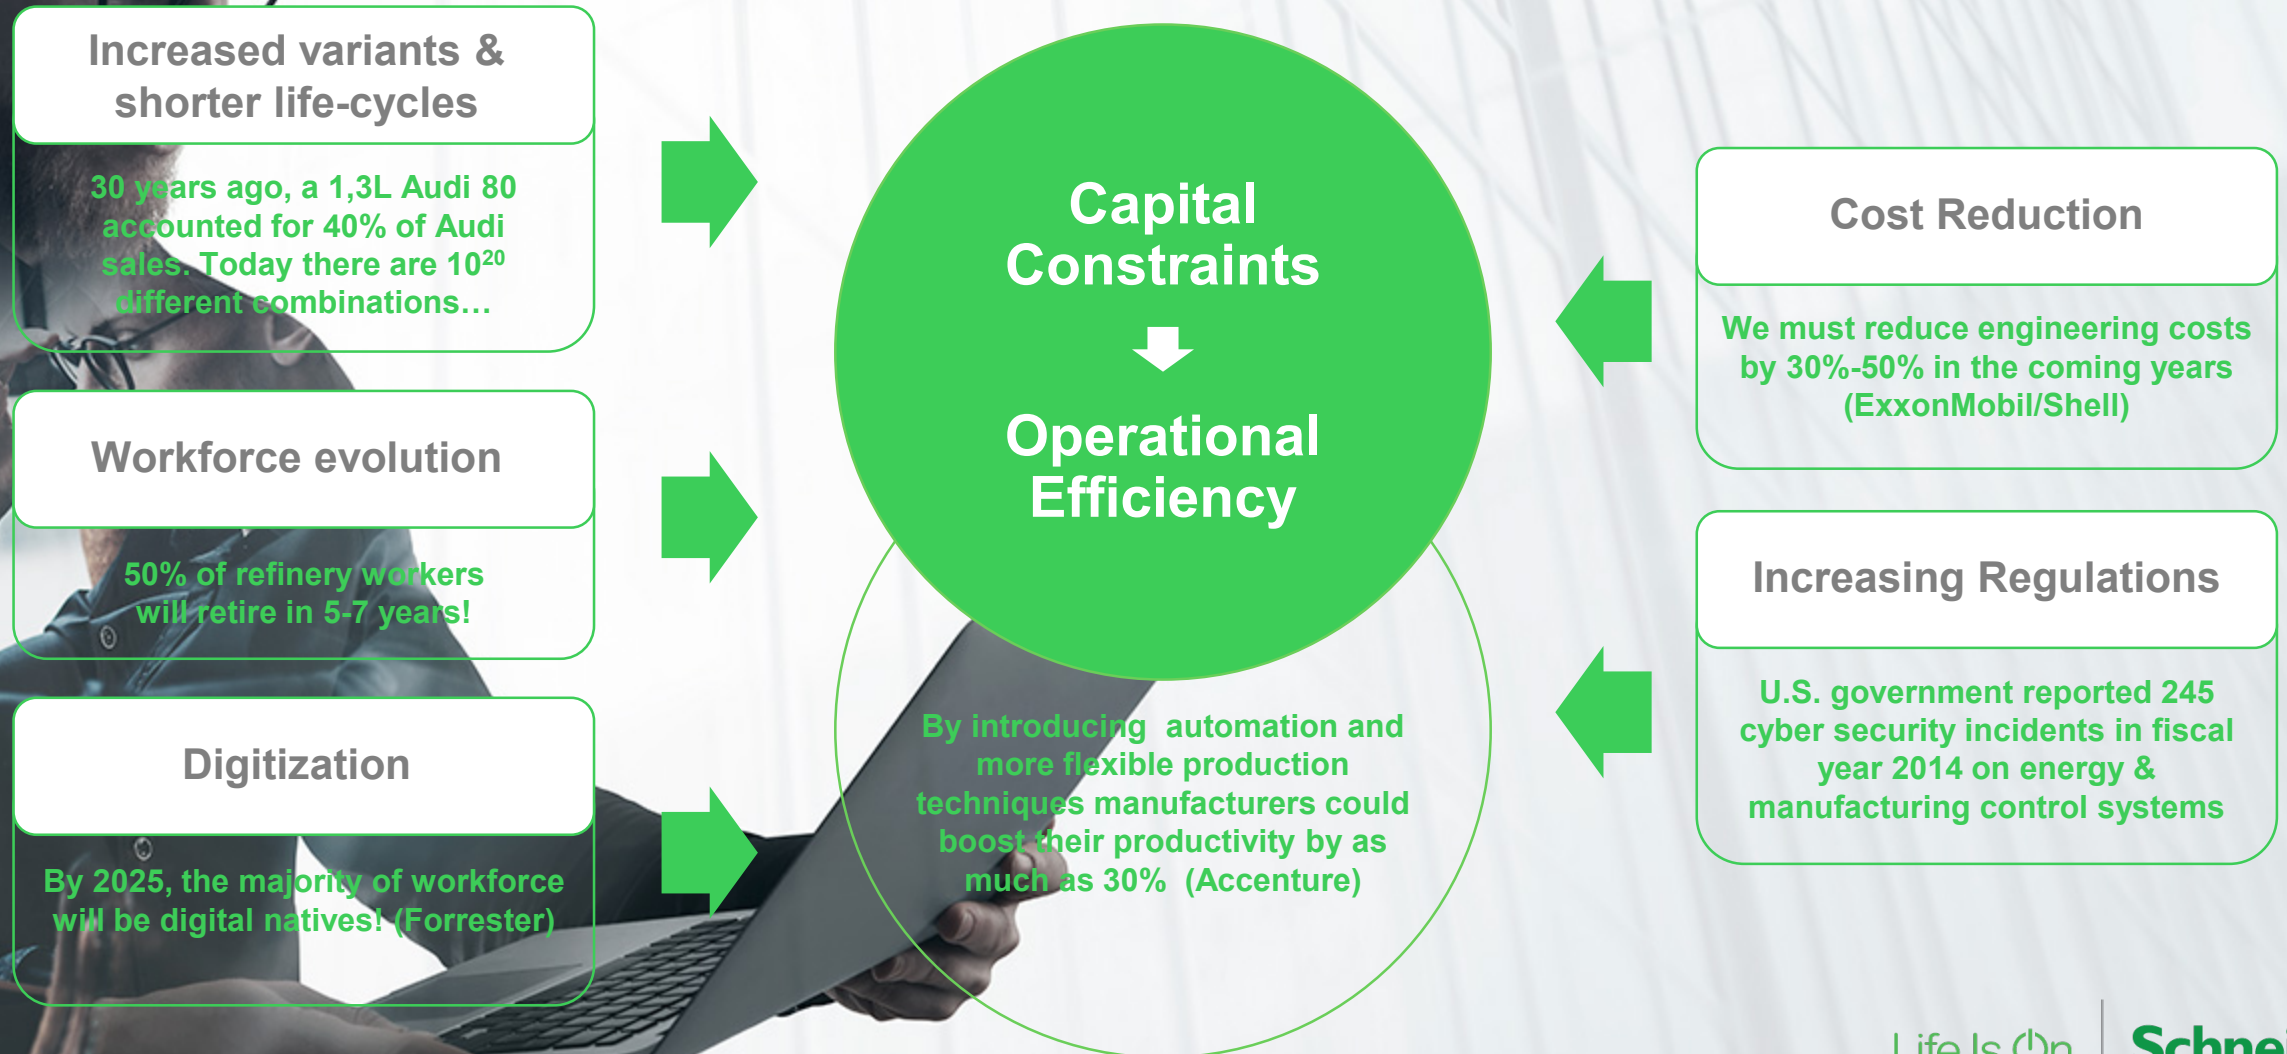 Increased variants &
shorter life-cycles
30 years ago, a 1,3L Audi 80
accounted for 40% of Audi
sales. Today there are 10²⁰
different combinations…
Workforce evolution
50% of refinery workers
will retire in 5-7 years!
Digitization
By 2025, the majority of workforce
will be digital natives! (Forrester)
Capital
Constraints
Operational
Efficiency
By introducing  automation and
more flexible production
techniques manufacturers could
boost their productivity by as
much as 30%  (Accenture)
Cost Reduction
We must reduce engineering costs
by 30%-50% in the coming years
(ExxonMobil/Shell)
Increasing Regulations
U.S. government reported 245
cyber security incidents in fiscal
year 2014 on energy &
manufacturing control systems
Life Is On